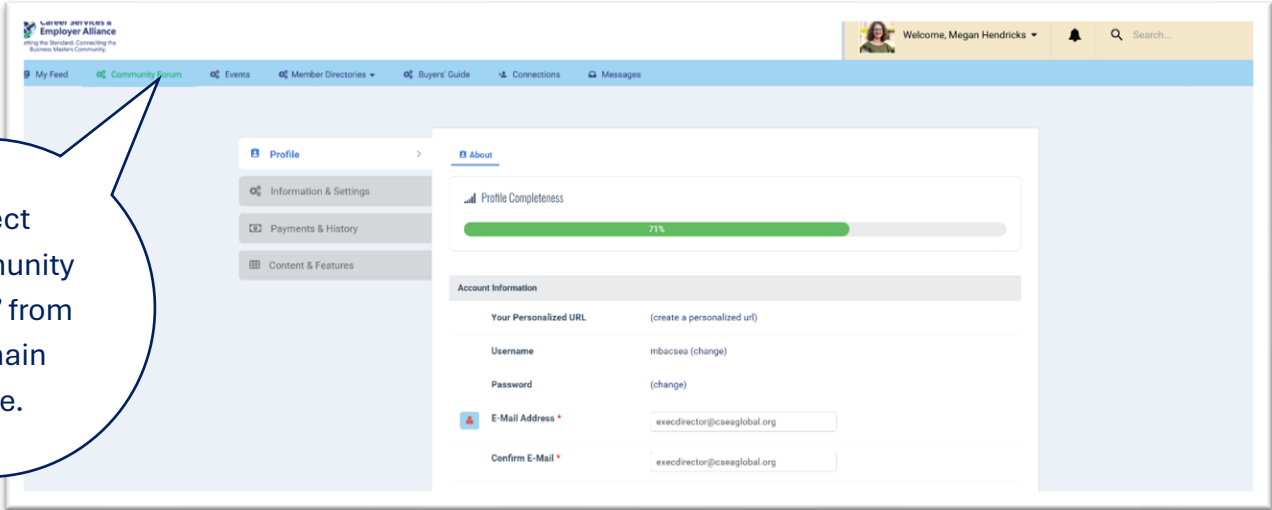 Career Services &
Employer Alliance
Setting the Standard. Connecting the
Business Masters Community.
Welcome, Megan Hendricks
Search...
My Feed
Community Forum
Events
Member Directories
Buyers' Guide
Connections
Messages
ect
munity
” from
main
e.
Profile
Information & Settings
Payments & History
Content & Features
About
Profile Completeness
71%
Account Information
Your Personalized URL (create a personalized url)
Username mbacsea (change)
Password (change)
E-Mail Address * execdirector@cseaglobal.org
Confirm E-Mail * execdirector@cseaglobal.org